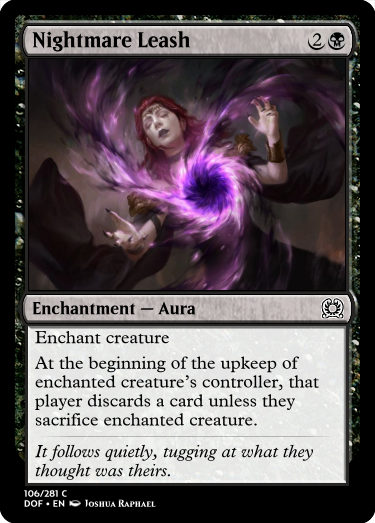 Nightmare Leash 2
Enchantment — Aura
Enchant creature
At the beginning of the upkeep of
enchanted creature's controller, that
player discards a card unless they
sacrifice enchanted creature.
It follows quietly, tugging at what they
thought was theirs.
106/281 C
DOF • EN Joshua Raphael